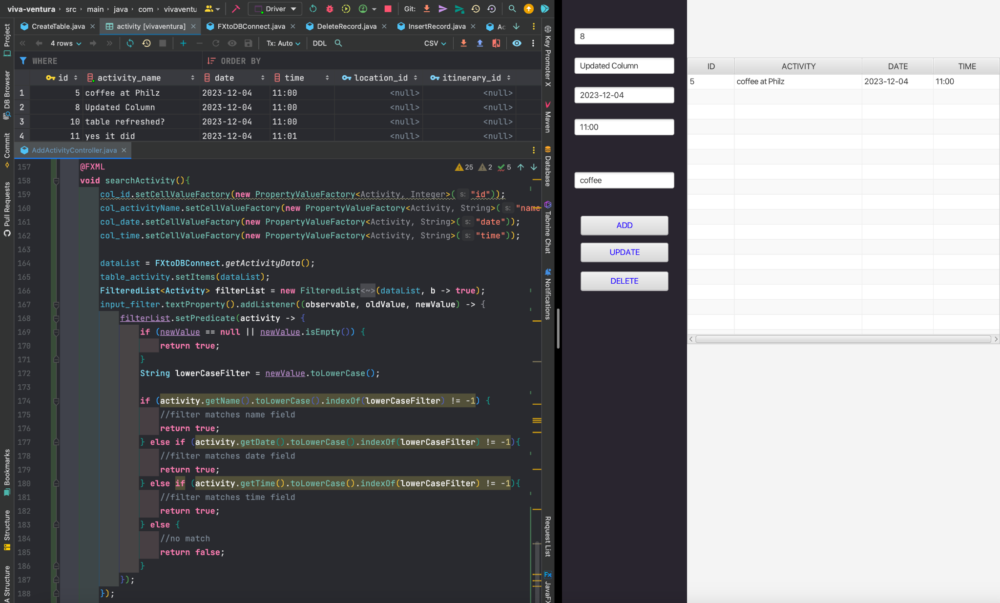 viva-ventura › src › main › java › com › vivaventu
Driver
Git:
CreateTable.java
activity [vivaventura]
FXtoDBConnect.java
DeleteRecord.java
InsertRecord.java
Ac
4 rows
Tx: Auto
DDL
CSV
WHERE
ORDER BY
id activity_name date time location_id itinerary_id
1 5 coffee at Philz 2023-12-04 11:00 <null> <null>
2 8 Updated Column 2023-12-04 11:00 <null> <null>
3 10 table refreshed? 2023-12-04 11:00 <null> <null>
4 11 yes it did 2023-12-04 11:01 <null> <null>
AddActivityController.java
25 2 5
157 @FXML
158 void searchActivity(){
159 col_id.setCellValueFactory(new PropertyValueFactory<Activity, Integer>( s: "id"));
160 col_activityName.setCellValueFactory(new PropertyValueFactory<Activity, String>( s: "name
161 col_date.setCellValueFactory(new PropertyValueFactory<Activity, String>( s: "date"));
162 col_time.setCellValueFactory(new PropertyValueFactory<Activity, String>( s: "time"));
163
164 dataList = FXtoDBConnect.getActivityData();
165 table_activity.setItems(dataList);
166 FilteredList<Activity> filterList = new FilteredList<~>(dataList, b -> true);
167 input_filter.textProperty().addListener((observable, oldValue, newValue) -> {
168 filterList.setPredicate(activity -> {
169 if (newValue == null || newValue.isEmpty()) {
170 return true;
171 }
172 String lowerCaseFilter = newValue.toLowerCase();
173
174 if (activity.getName().toLowerCase().indexOf(lowerCaseFilter) != -1) {
175 //filter matches name field
176 return true;
177 } else if (activity.getDate().toLowerCase().indexOf(lowerCaseFilter) != -1){
178 //filter matches date field
179 return true;
180 } else if (activity.getTime().toLowerCase().indexOf(lowerCaseFilter) != -1){
181 //filter matches time field
182 return true;
183 } else {
184 //no match
185 return false;
186 }
187 });
188 });
Project
DB Browser
Commit
Pull Requests
Bookmarks
Structure
A Structure
Key Promoter X
Maven
Database
Tabnine Chat
Notifications
Request List
Fx
JavaFX
8
Updated Column
2023-12-04
11:00
coffee
ADD
UPDATE
DELETE
ID ACTIVITY DATE TIME
5 coffee at Philz 2023-12-04 11:00